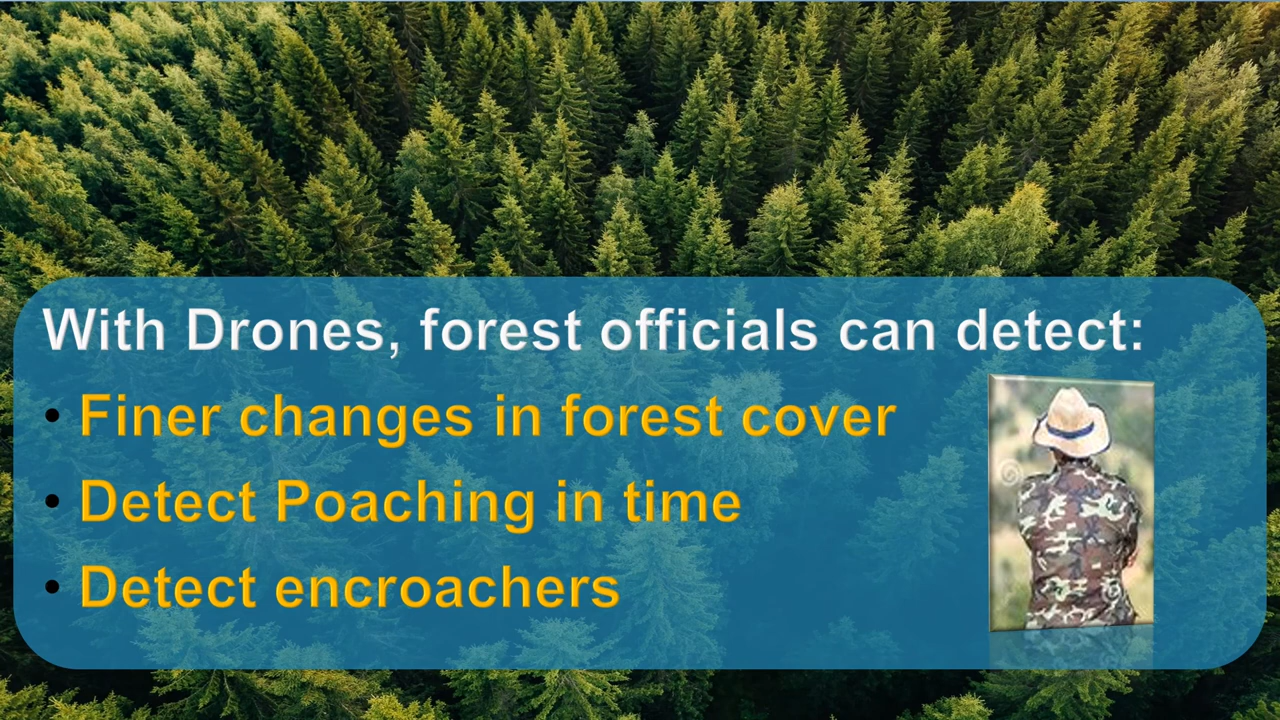 With Drones, forest officials can detect:
• Finer changes in forest cover
• Detect Poaching in time
• Detect encroachers